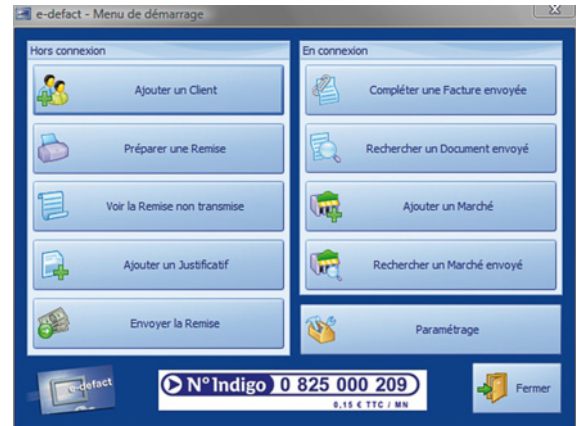 e-defact - Menu de démarrage
Hors connexion
Ajouter un Client
Préparer une Remise
Voir la Remise non transmise
Ajouter un Justificatif
Envoyer la Remise
En connexion
Compléter une Facture envoyée
Rechercher un Document envoyé
Ajouter un Marché
Rechercher un Marché envoyé
Paramétrage
e-defact
N° Indigo 0 825 000 209
0,15 € TTC / MN
Fermer